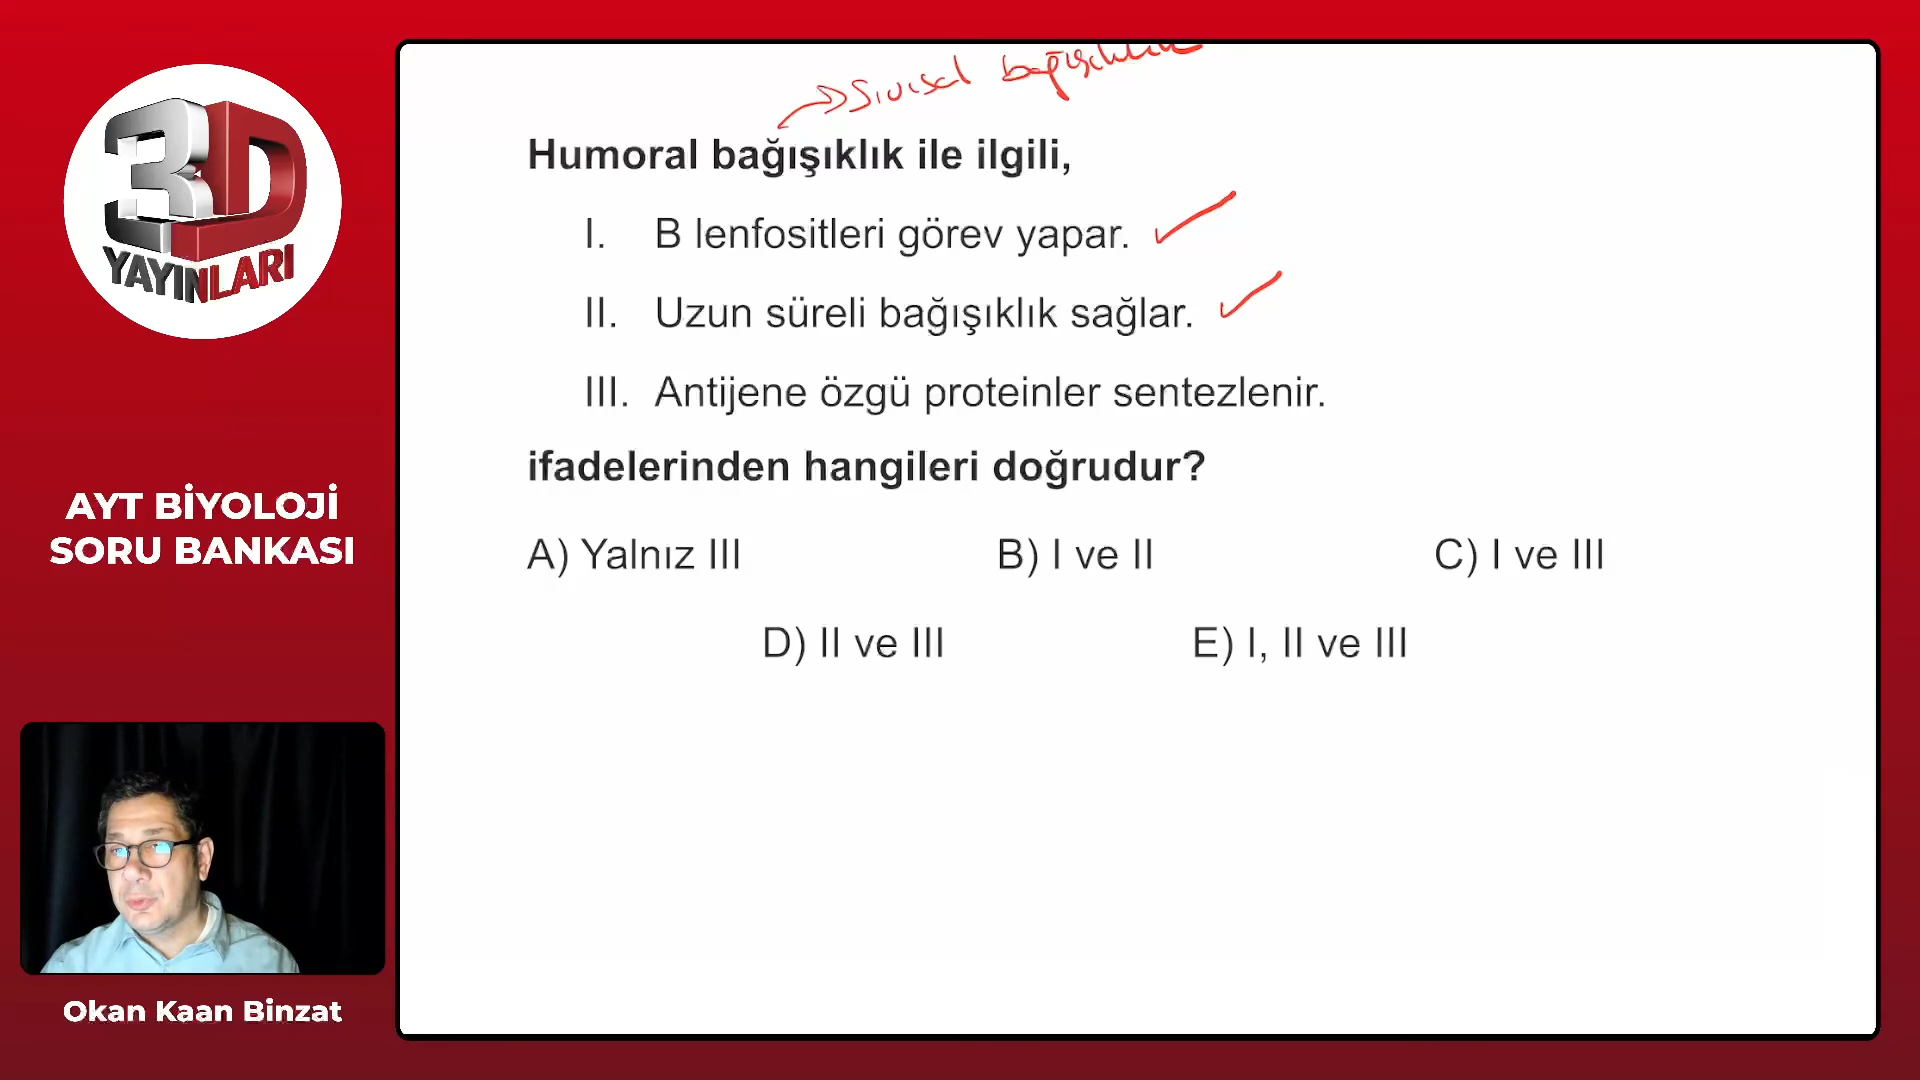 3D
YAYINLARI
AYT BİYOLOJİ
SORU BANKASI
Okan Kaan Binzat
Sıvısal bağışıklık
Humoral bağışıklık ile ilgili,
I. B lenfositleri görev yapar.
II. Uzun süreli bağışıklık sağlar.
III. Antijene özgü proteinler sentezlenir.
ifadelerinden hangileri doğrudur?
A) Yalnız III B) I ve II C) I ve III
D) II ve III E) I, II ve III